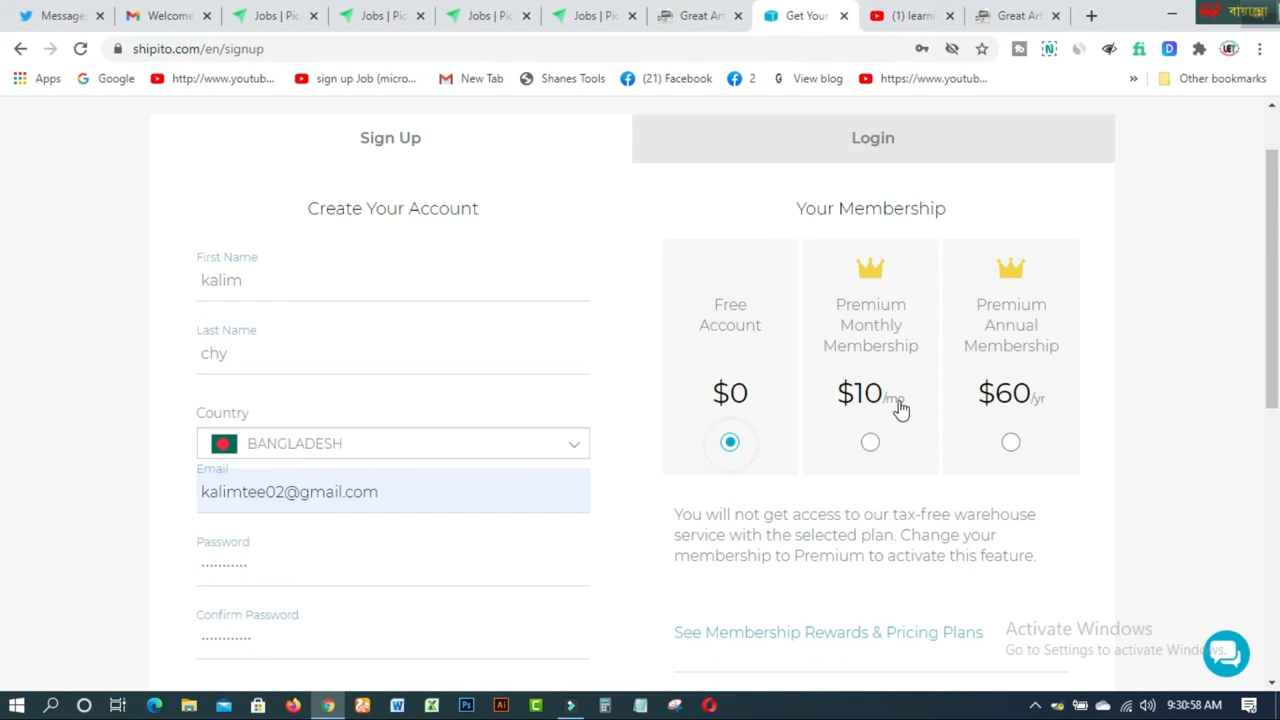 Messages
Welcome
Jobs | Pic
Jobs | Pic
Jobs | Pic
Jobs | Pic
Great Art
Get Your
(1) learni
Great Art
বায়ান্নো
shipito.com/en/signup
Apps
Google
http://www.youtub...
sign up Job (micro...
New Tab
Shanes Tools
(21) Facebook
2
View blog
https://www.youtub...
»
Other bookmarks
Sign Up
Login
Create Your Account
Your Membership
First Name
kalim
Last Name
chy
Country
BANGLADESH
Email
kalimtee02@gmail.com
Password
Confirm Password
Free
Account
$0
Premium
Monthly
Membership
$10/mo
Premium
Annual
Membership
$60/yr
You will not get access to our tax-free warehouse
service with the selected plan. Change your
membership to Premium to activate this feature.
See Membership Rewards & Pricing Plans
Activate Windows
Go to Settings to activate Windows.
9:30:58 AM